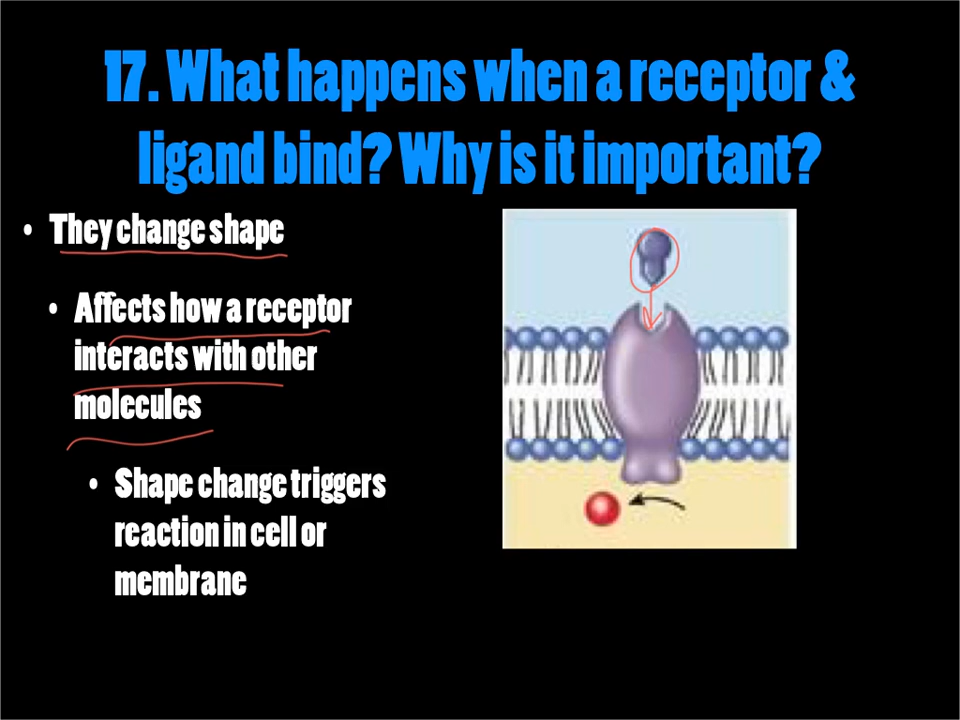 17. What happens when a receptor &
ligand bind? Why is it important?
• They change shape
• Affects how a receptor
interacts with other
molecules
• Shape change triggers
reaction in cell or
membrane